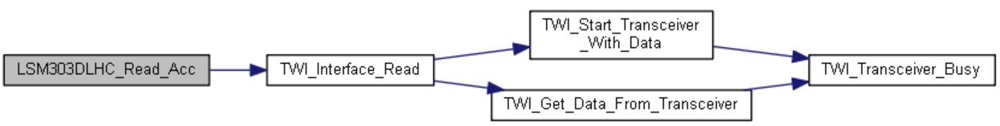 LSM303DLHC_Read_Acc
TWI_Interface_Read
TWI_Start_Transceiver
_With_Data
TWI_Get_Data_From_Transceiver
TWI_Transceiver_Busy